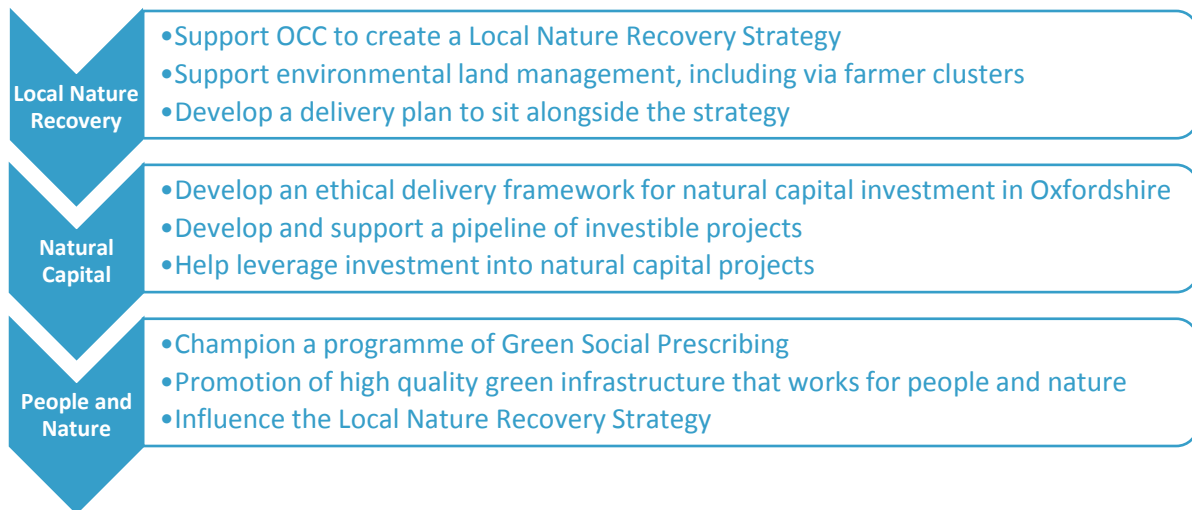 Local Nature
Recovery
•Support OCC to create a Local Nature Recovery Strategy
•Support environmental land management, including via farmer clusters
•Develop a delivery plan to sit alongside the strategy
Natural
Capital
•Develop an ethical delivery framework for natural capital investment in Oxfordshire
•Develop and support a pipeline of investible projects
•Help leverage investment into natural capital projects
People and
Nature
•Champion a programme of Green Social Prescribing
•Promotion of high quality green infrastructure that works for people and nature
•Influence the Local Nature Recovery Strategy